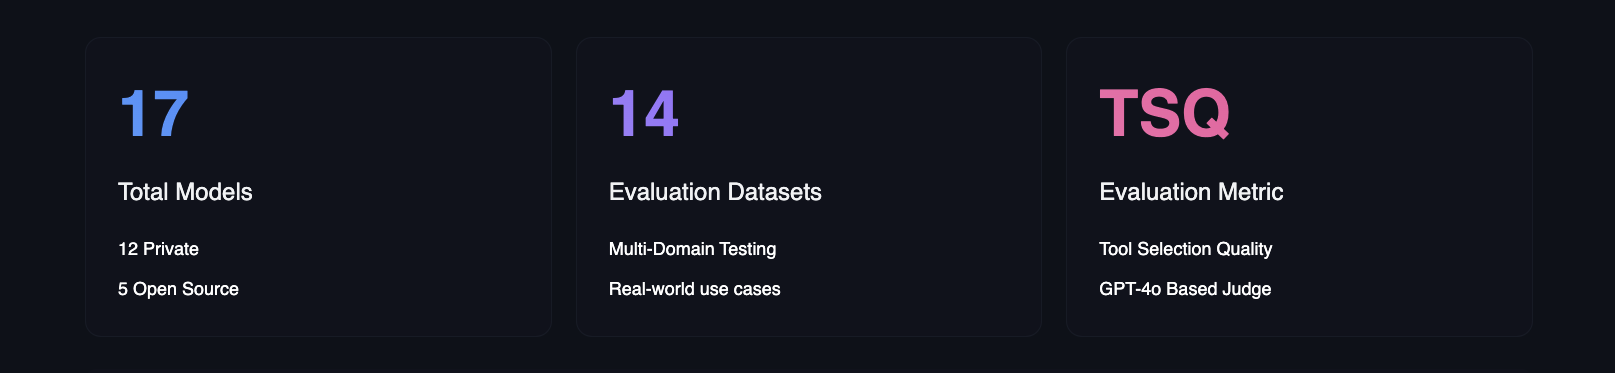 17
Total Models
12 Private
5 Open Source
14
Evaluation Datasets
Multi-Domain Testing
Real-world use cases
TSQ
Evaluation Metric
Tool Selection Quality
GPT-4o Based Judge